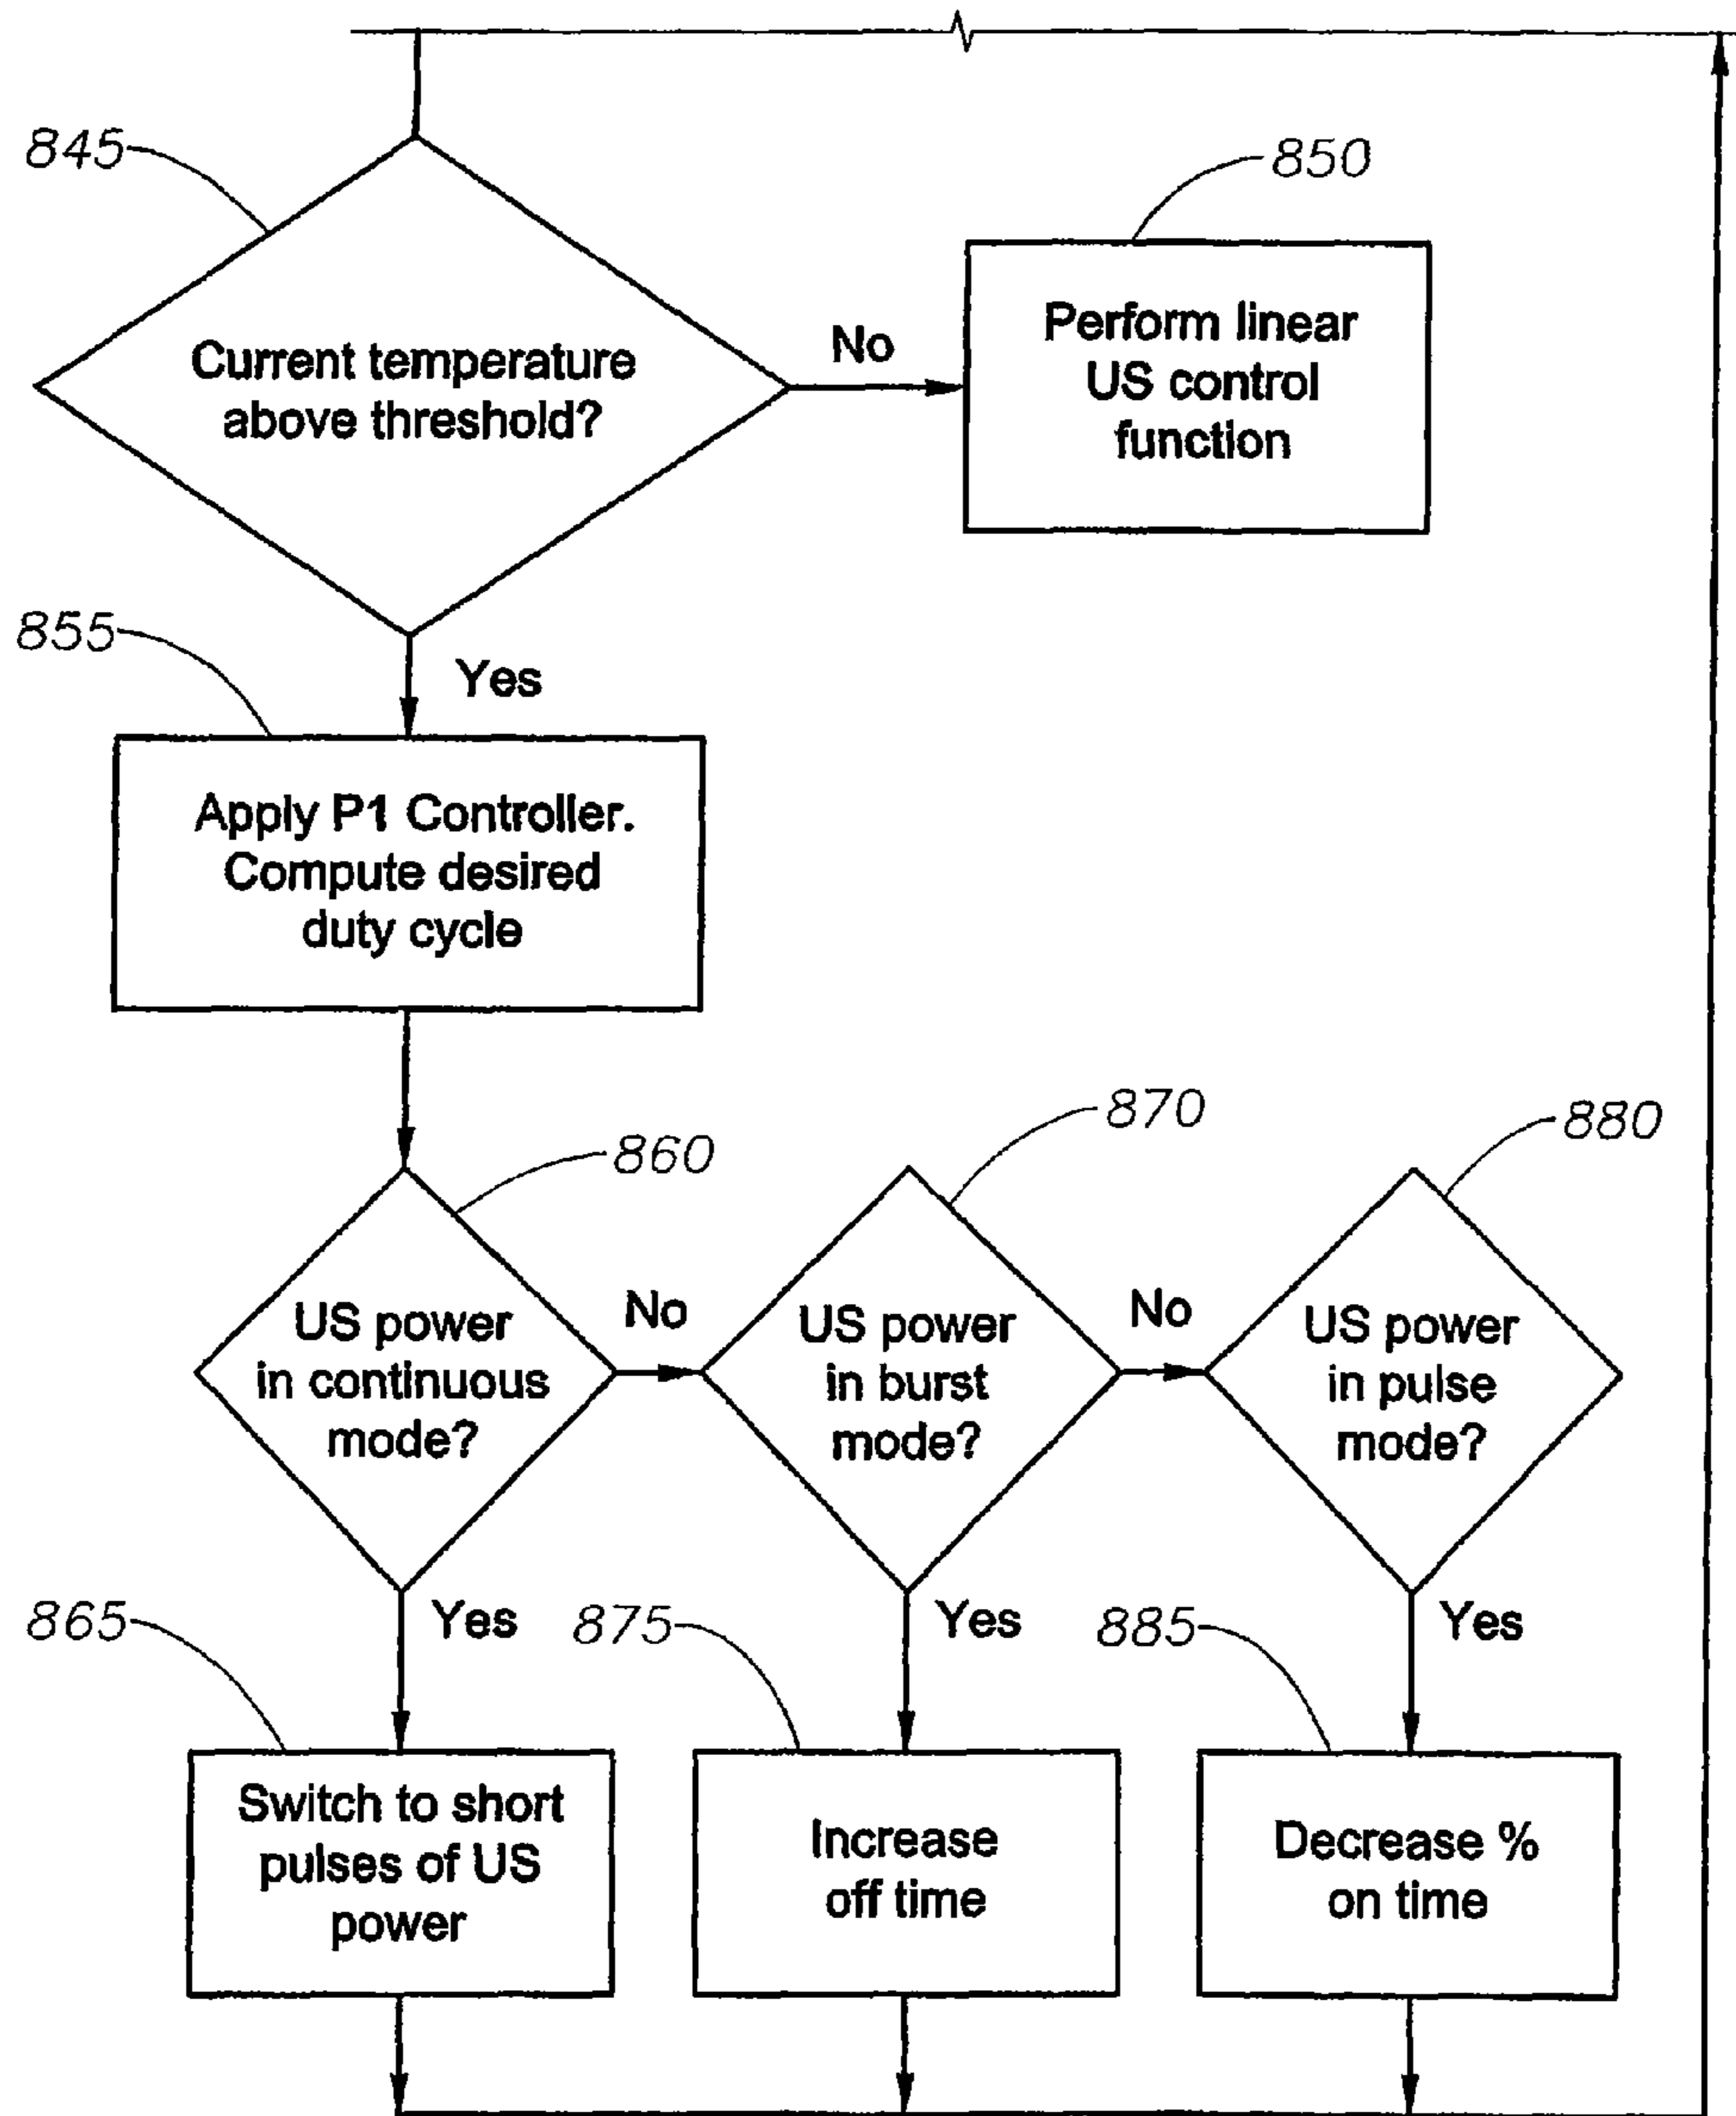 845
850
Current temperature
above threshold?
No
Perform linear
US control
function
855
Yes
Apply P1 Controller.
Compute desired
duty cycle
860
870
880
US power
in continuous
mode?
No
US power
in burst
mode?
No
US power
in pulse
mode?
865
Yes
875
Yes
885
Yes
Switch to short
pulses of US
power
Increase
off time
Decrease %
on time